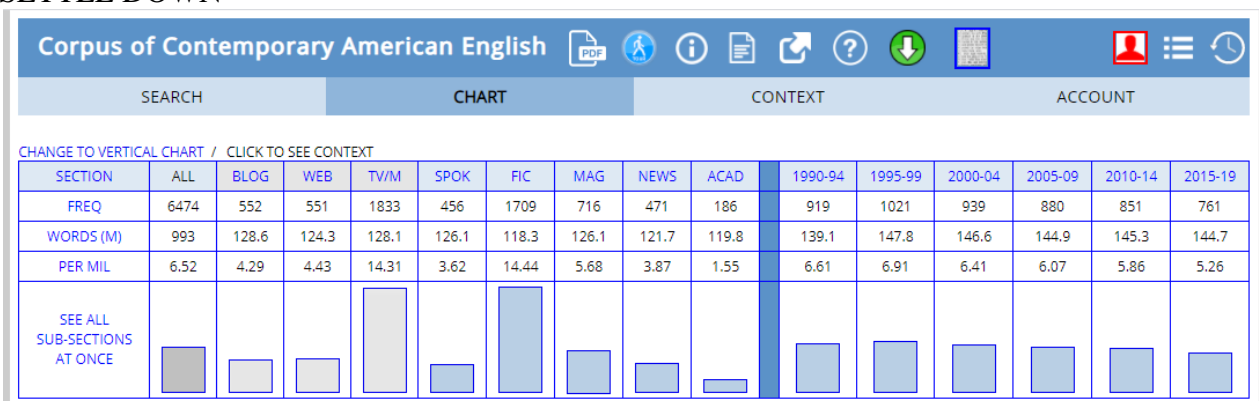 SETTLE DOWN
Corpus of Contemporary American English PDF
SEARCH CHART CONTEXT ACCOUNT
CHANGE TO VERTICAL CHART / CLICK TO SEE CONTEXT
SECTION ALL BLOG WEB TV/M SPOK FIC MAG NEWS ACAD 1990-94 1995-99 2000-04 2005-09 2010-14 2015-19
FREQ 6474 552 551 1833 456 1709 716 471 186 919 1021 939 880 851 761
WORDS (M) 993 128.6 124.3 128.1 126.1 118.3 126.1 121.7 119.8 139.1 147.8 146.6 144.9 145.3 144.7
PER MIL 6.52 4.29 4.43 14.31 3.62 14.44 5.68 3.87 1.55 6.61 6.91 6.41 6.07 5.86 5.26
SEE ALL
SUB-SECTIONS
AT ONCE